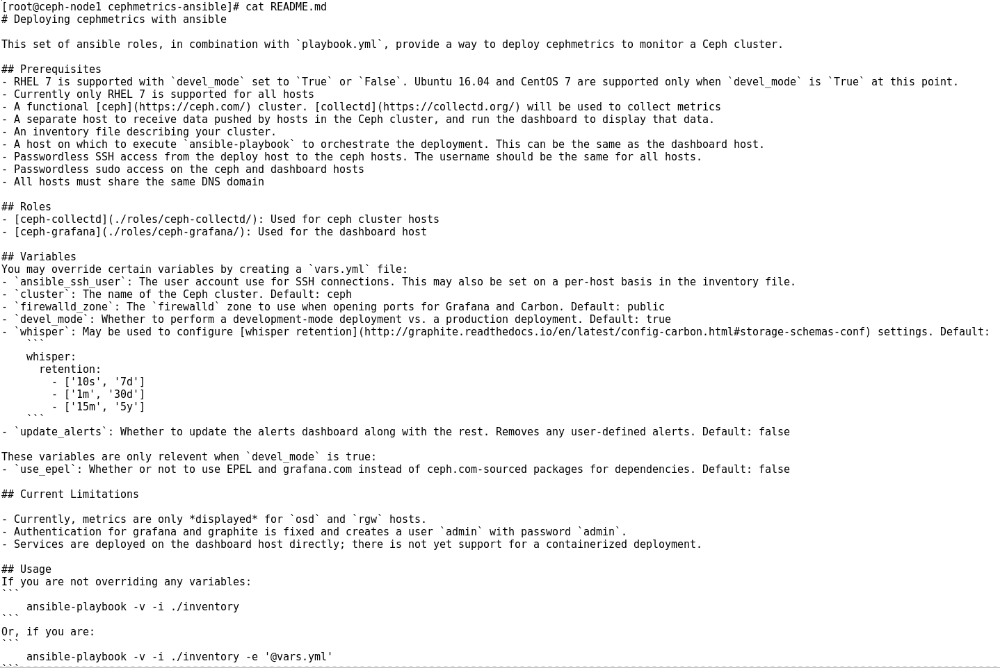 [root@ceph-node1 cephmetrics-ansible]# cat README.md
# Deploying cephmetrics with ansible

This set of ansible roles, in combination with `playbook.yml`, provide a way to deploy cephmetrics to monitor a Ceph cluster.

## Prerequisites
- RHEL 7 is supported with `devel_mode` set to `True` or `False`. Ubuntu 16.04 and CentOS 7 are supported only when `devel_mode` is `True` at this point.
- Currently only RHEL 7 is supported for all hosts
- A functional [ceph](https://ceph.com/) cluster. [collectd](https://collectd.org/) will be used to collect metrics
- A separate host to receive data pushed by hosts in the Ceph cluster, and run the dashboard to display that data.
- An inventory file describing your cluster.
- A host on which to execute `ansible-playbook` to orchestrate the deployment. This can be the same as the dashboard host.
- Passwordless SSH access from the deploy host to the ceph hosts. The username should be the same for all hosts.
- Passwordless sudo access on the ceph and dashboard hosts
- All hosts must share the same DNS domain

## Roles
- [ceph-collectd](./roles/ceph-collectd/): Used for ceph cluster hosts
- [ceph-grafana](./roles/ceph-grafana/): Used for the dashboard host

## Variables
You may override certain variables by creating a `vars.yml` file:
- `ansible_ssh_user`: The user account use for SSH connections. This may also be set on a per-host basis in the inventory file.
- `cluster`: The name of the Ceph cluster. Default: ceph
- `firewalld_zone`: The `firewalld` zone to use when opening ports for Grafana and Carbon. Default: public
- `devel_mode`: Whether to perform a development-mode deployment vs. a production deployment. Default: true
- `whisper`: May be used to configure [whisper retention](http://graphite.readthedocs.io/en/latest/config-carbon.html#storage-schemas-conf) settings. Default:
    ```
    whisper:
      retention:
        - ['10s', '7d']
        - ['1m', '30d']
        - ['15m', '5y']
    ```
- `update_alerts`: Whether to update the alerts dashboard along with the rest. Removes any user-defined alerts. Default: false

These variables are only relevent when `devel_mode` is true:
- `use_epel`: Whether or not to use EPEL and grafana.com instead of ceph.com-sourced packages for dependencies. Default: false

## Current Limitations

- Currently, metrics are only *displayed* for `osd` and `rgw` hosts.
- Authentication for grafana and graphite is fixed and creates a user `admin` with password `admin`.
- Services are deployed on the dashboard host directly; there is not yet support for a containerized deployment.

## Usage
If you are not overriding any variables:
```
    ansible-playbook -v -i ./inventory
```
Or, if you are:
```
    ansible-playbook -v -i ./inventory -e '@vars.yml'
```